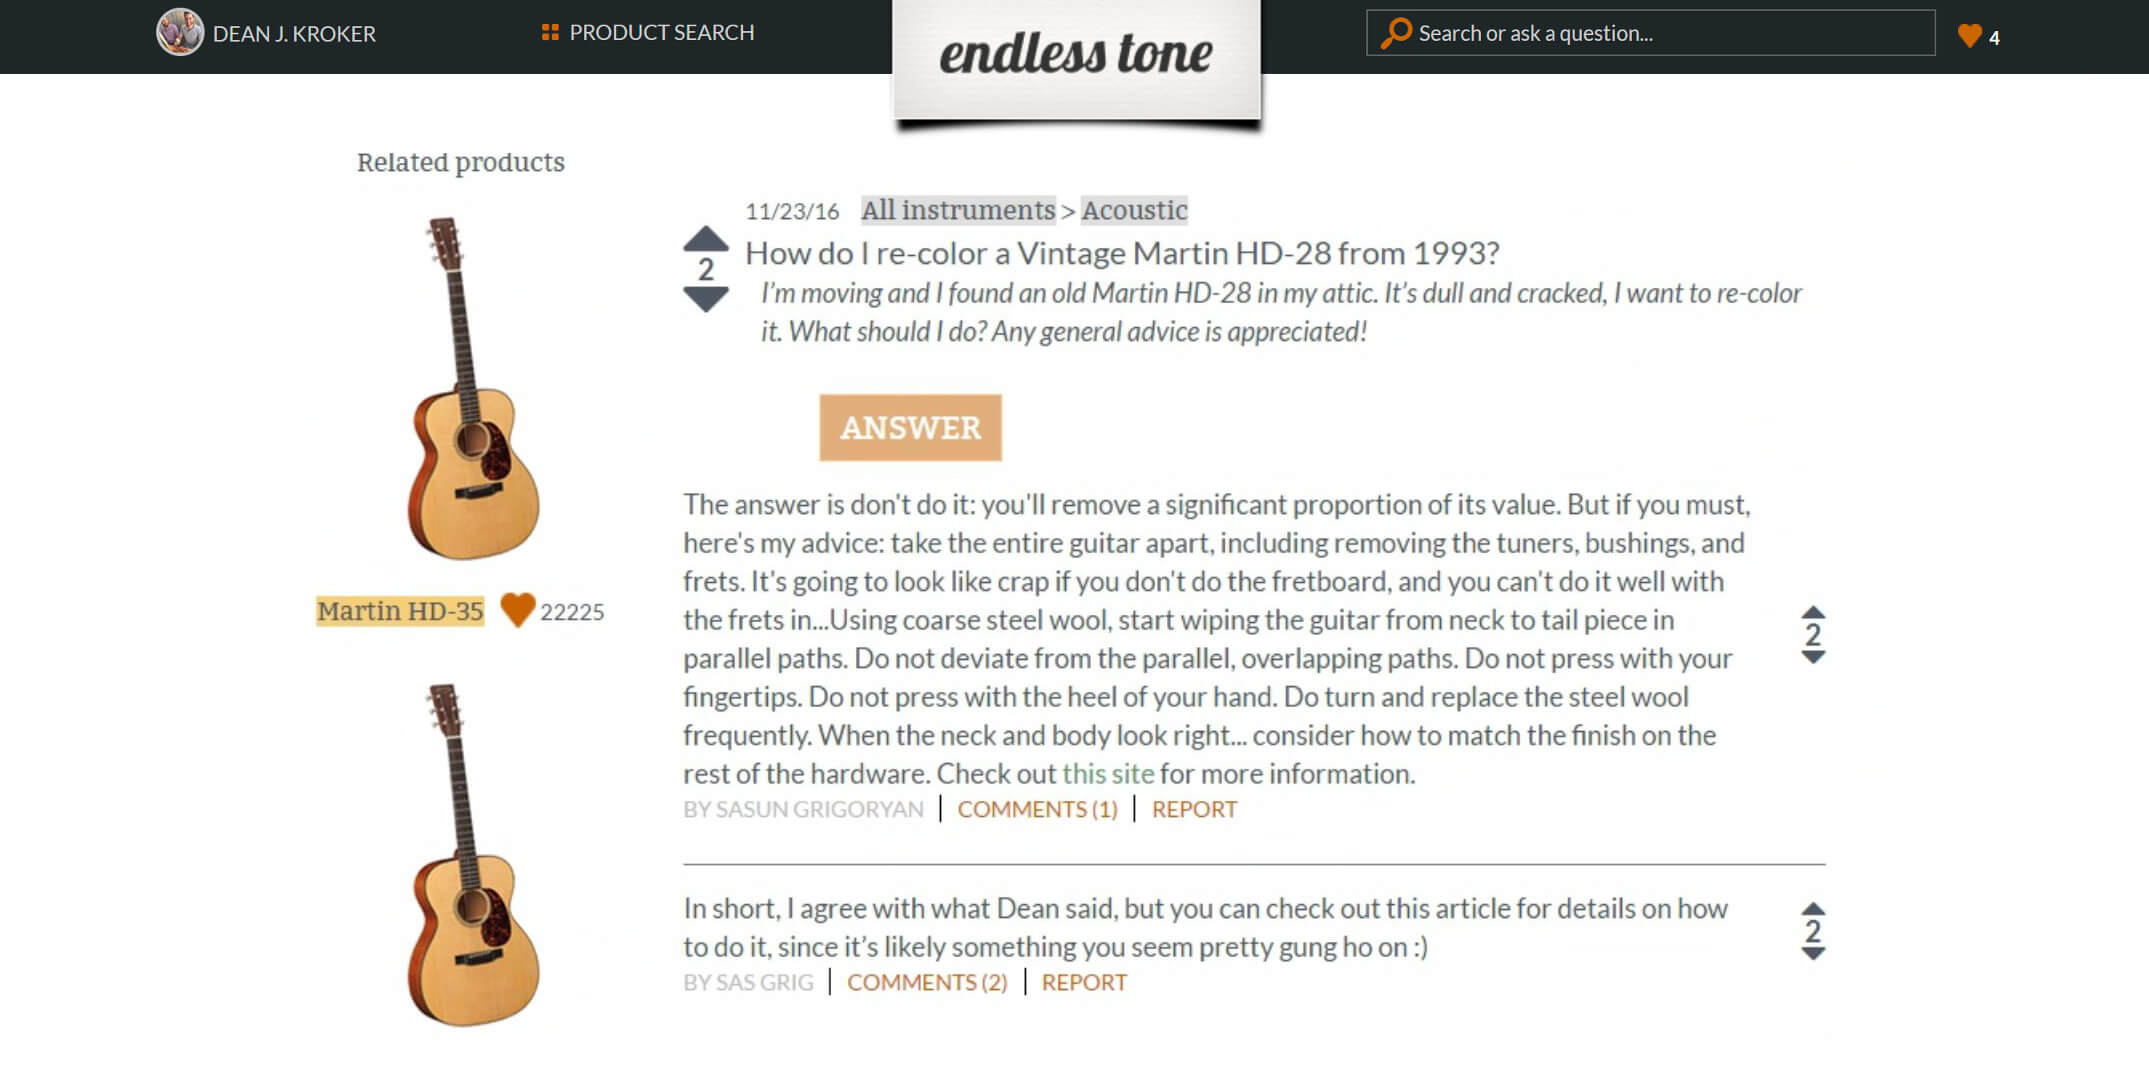 DEAN J. KROKER
PRODUCT SEARCH
endless tone
Search or ask a question...
4
Related products
Martin HD-35
22225
11/23/16 All instruments > Acoustic
2
How do I re-color a Vintage Martin HD-28 from 1993?
I’m moving and I found an old Martin HD-28 in my attic. It’s dull and cracked, I want to re-color
it. What should I do? Any general advice is appreciated!
ANSWER
The answer is don't do it: you'll remove a significant proportion of its value. But if you must,
here's my advice: take the entire guitar apart, including removing the tuners, bushings, and
frets. It's going to look like crap if you don't do the fretboard, and you can't do it well with
the frets in...Using coarse steel wool, start wiping the guitar from neck to tail piece in
parallel paths. Do not deviate from the parallel, overlapping paths. Do not press with your
fingertips. Do not press with the heel of your hand. Do turn and replace the steel wool
frequently. When the neck and body look right... consider how to match the finish on the
rest of the hardware. Check out this site for more information.
2
BY SASUN GRIGORYAN | COMMENTS (1) | REPORT
In short, I agree with what Dean said, but you can check out this article for details on how
to do it, since it’s likely something you seem pretty gung ho on :)
2
BY SAS GRIG | COMMENTS (2) | REPORT